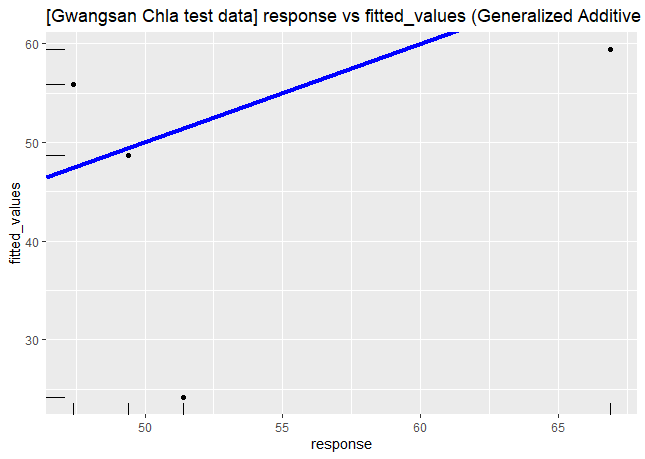 [Gwangsan Chla test data] response vs fitted_values (Generalized Additive
60
50
40
30
fitted_values
50
55
60
65
response